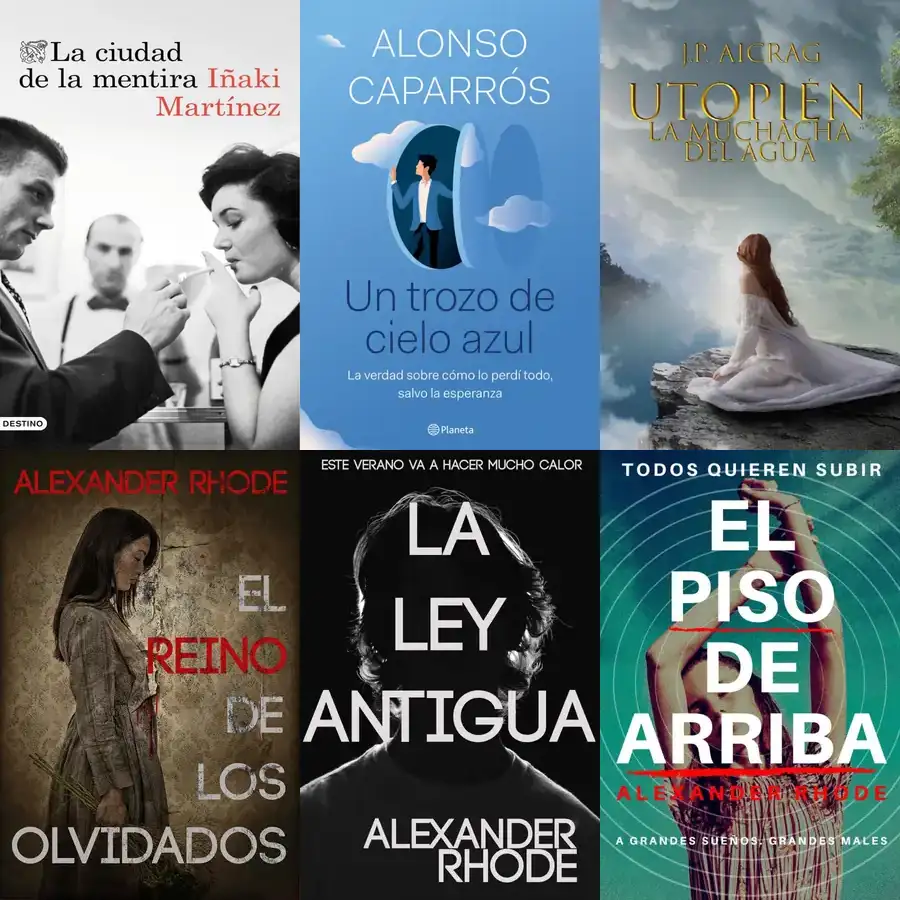 La ciudad
de la mentira Iñaki
Martínez
DESTINO
ALONSO
CAPARRÓS
Un trozo de
cielo azul
La verdad sobre cómo lo perdí todo,
salvo la esperanza
Planeta
J.P. AICRAG
UTOPIÉN
LA MUCHACHA
DEL AGUA
ALEXANDER RHODE
EL
REINO
DE
LOS
OLVIDADOS
ESTE VERANO VA A HACER MUCHO CALOR
LA
LEY
ANTIGUA
ALEXANDER
RHODE
TODOS QUIEREN SUBIR
EL
PISO
DE
ARRIBA
ALEXANDER RHODE
A GRANDES SUEÑOS, GRANDES MALES